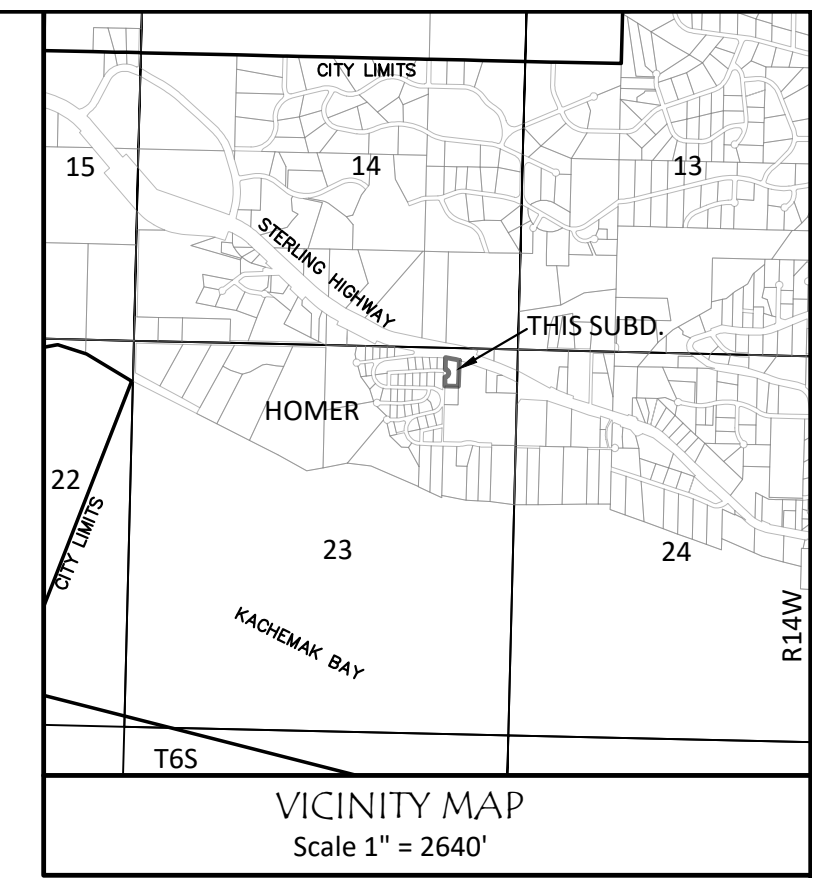 CITY LIMITS
15
14
13
STERLING HIGHWAY
THIS SUBD.
HOMER
22
CITY LIMITS
23
24
KACHEMAK BAY
R14W
T6S
VICINITY MAP
Scale 1" = 2640'